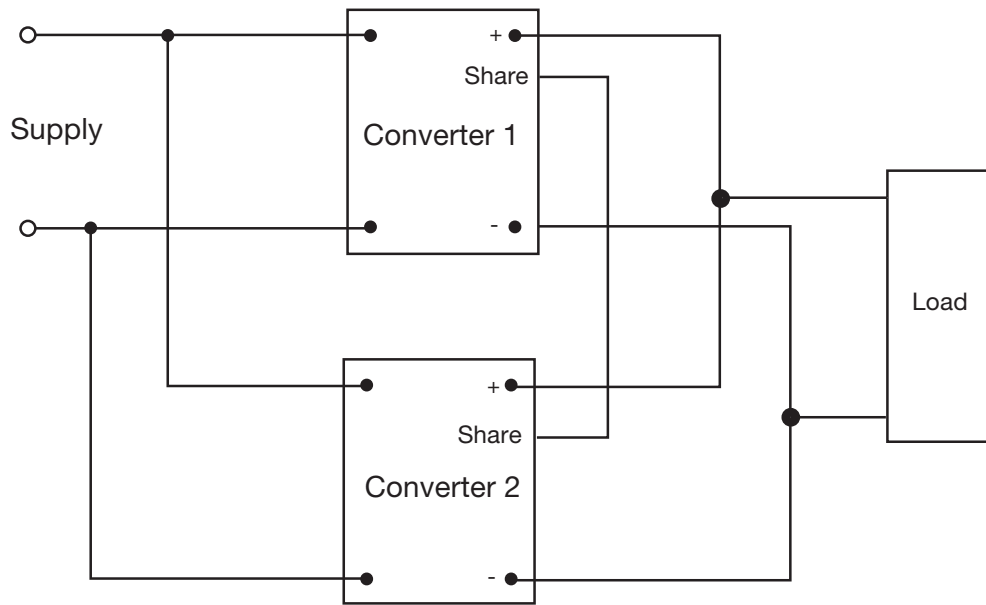 +
Share
Supply
Converter 1
-
Load
+
Share
Converter 2
-